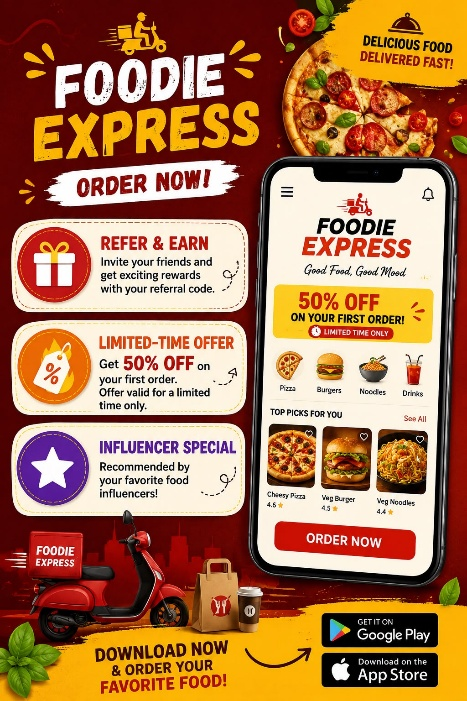 FOODIE
EXPRESS
ORDER NOW!
DELICIOUS FOOD
DELIVERED FAST!
REFER & EARN
Invite your friends and
get exciting rewards
with your referral code.
LIMITED-TIME OFFER
Get 50% OFF on
your first order.
Offer valid for a limited
time only.
INFLUENCER SPECIAL
Recommended by
your favorite food
influencers!
FOODIE
EXPRESS
Good Food, Good Mood
50% OFF
ON YOUR FIRST ORDER!
LIMITED TIME ONLY
Pizza Burgers Noodles Drinks
TOP PICKS FOR YOU See All
Cheesy Pizza Veg Burger Veg Noodles
4.6 4.5 4.4
ORDER NOW
FOODIE
EXPRESS
DOWNLOAD NOW
& ORDER YOUR
FAVORITE FOOD!
GET IT ON
Google Play
Download on the
App Store